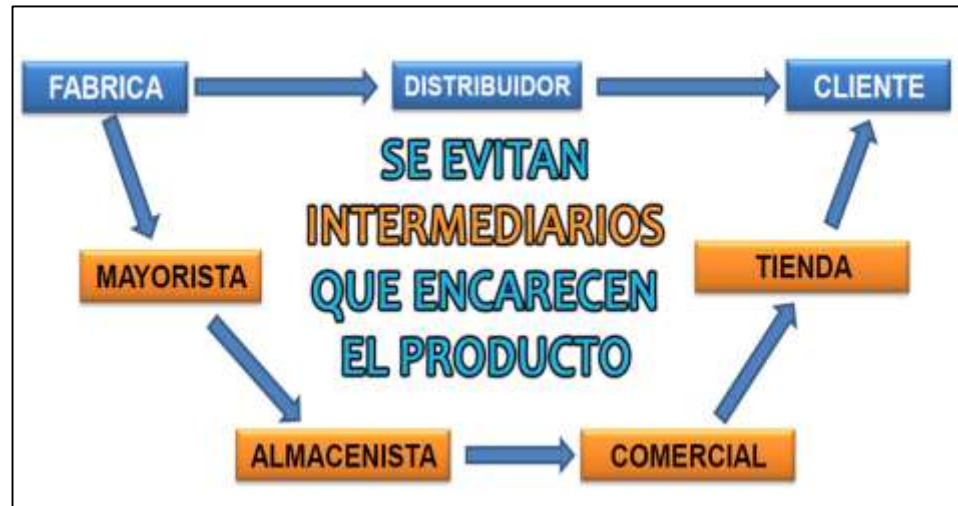 FABRICA
DISTRIBUIDOR
CLIENTE
SE EVITAN
INTERMEDIARIOS
QUE ENCARECEN
EL PRODUCTO
MAYORISTA
TIENDA
ALMACENISTA
COMERCIAL